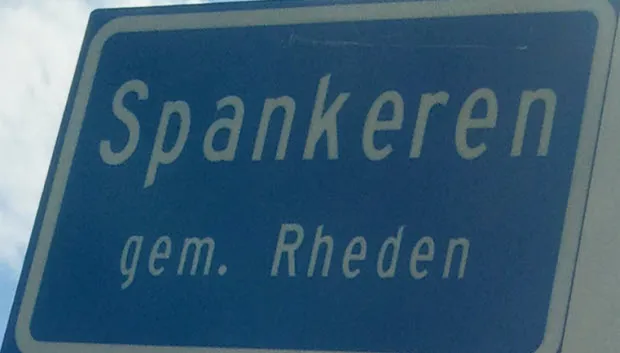 Spankeren
gem. Rheden